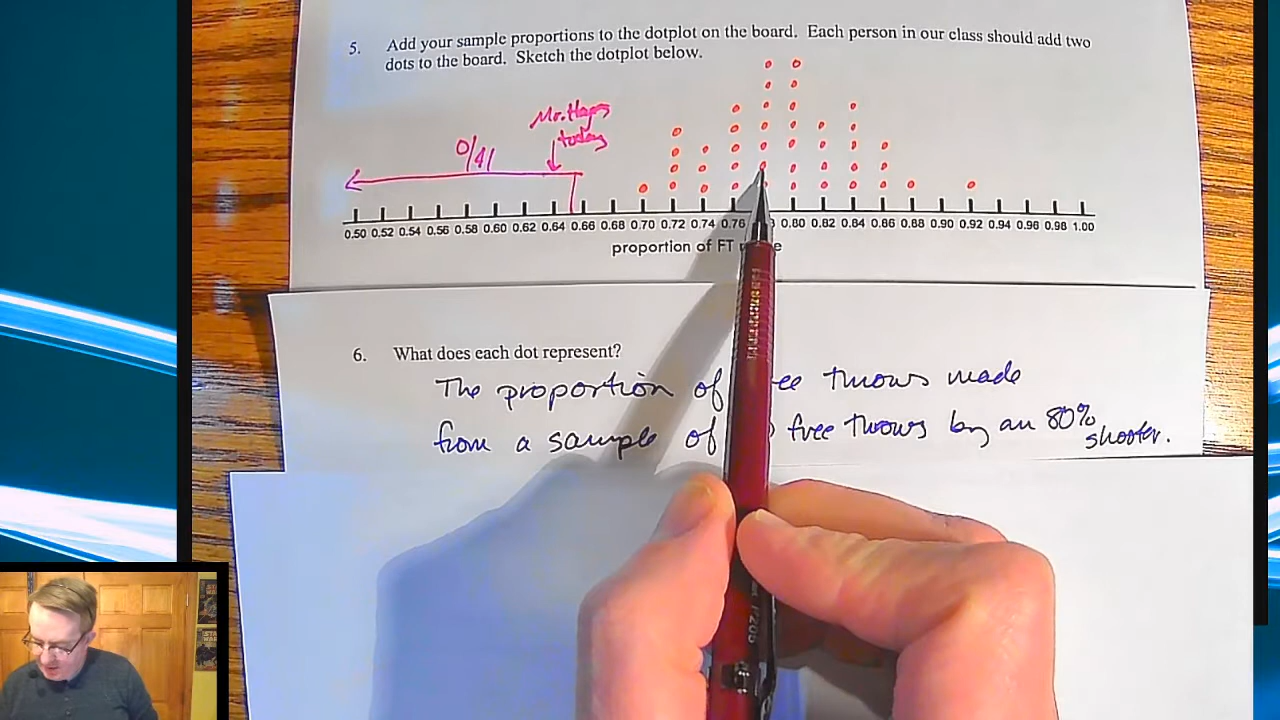 5. Add your sample proportions to the dotplot on the board. Each person in our class should add two
dots to the board. Sketch the dotplot below.
Mr. Hays
today
0/41
0.50 0.52 0.54 0.56 0.58 0.60 0.62 0.64 0.66 0.68 0.70 0.72 0.74 0.76 0.80 0.82 0.84 0.86 0.88 0.90 0.92 0.94 0.96 0.98 1.00
proportion of FT
6. What does each dot represent?
The proportion of throws made
from a sample of free throws by an 80%
shooter.